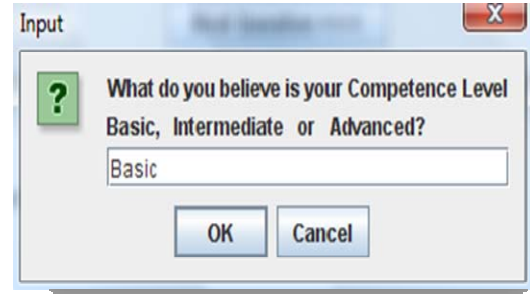 Input
X
?
What do you believe is your Competence Level
Basic, Intermediate or Advanced?
Basic
OK
Cancel